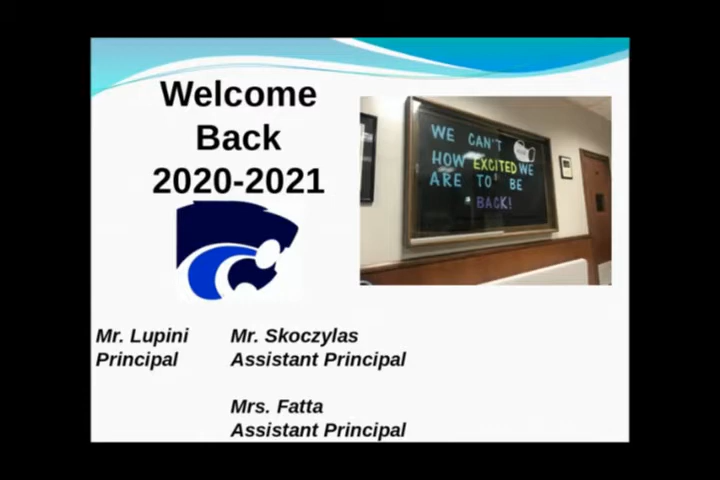 Welcome
Back
2020-2021
WE CAN'T
HOW EXCITED WE
ARE TO BE
BACK!
Mr. Lupini
Principal
Mr. Skoczylas
Assistant Principal
Mrs. Fatta
Assistant Principal